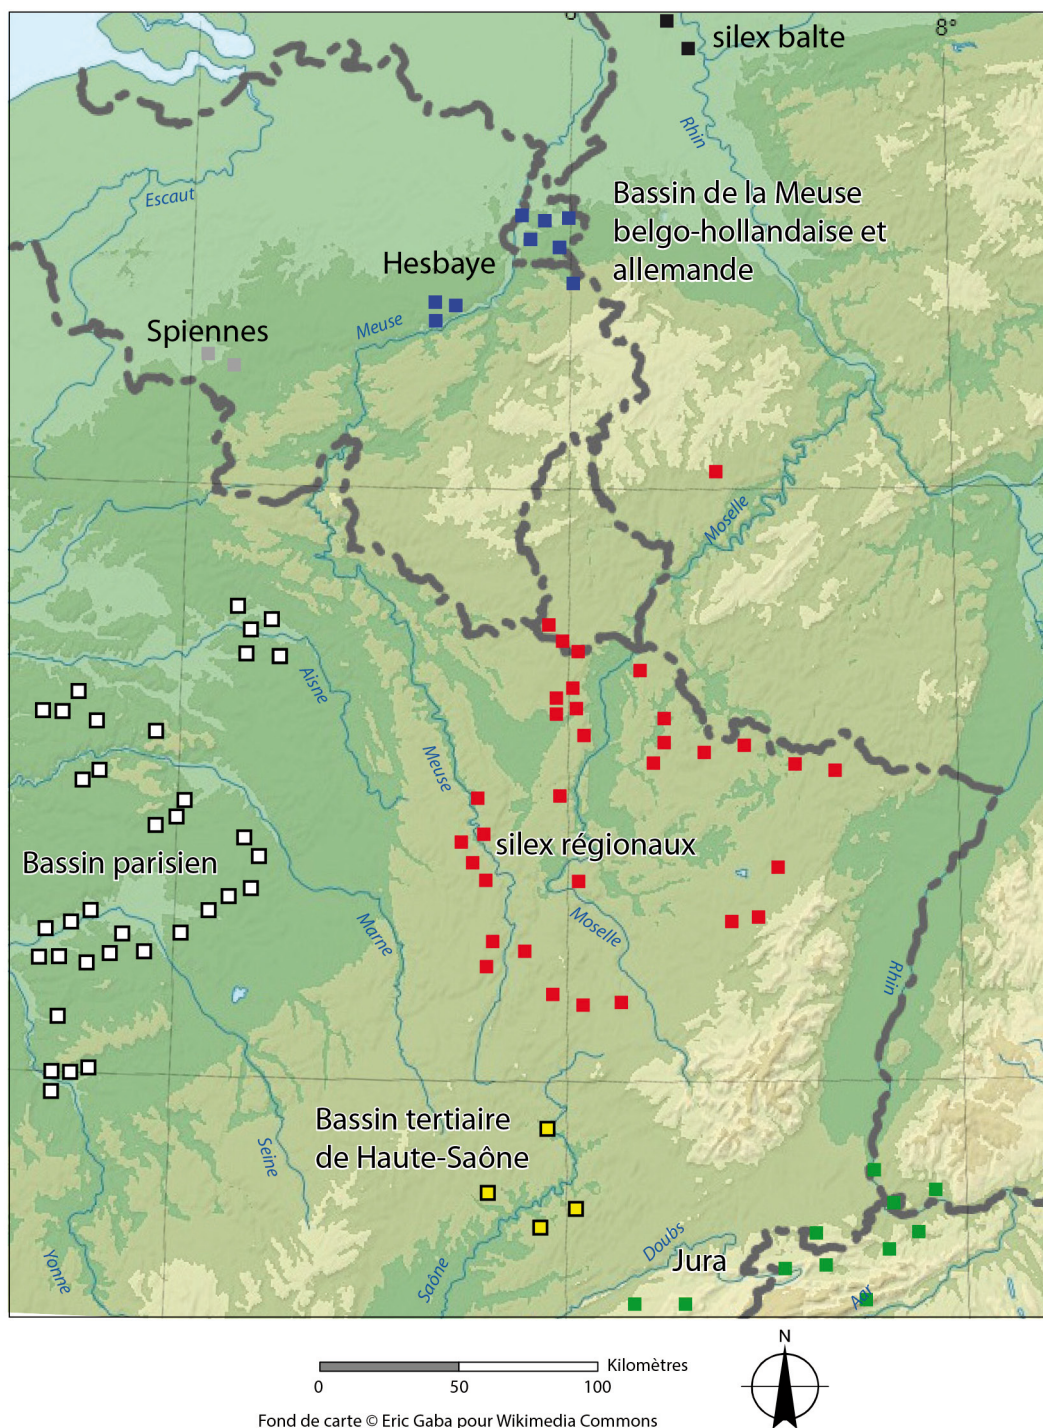 6
8°
silex balte
Rhin
Escaut
Bassin de la Meuse
belgo-hollandaise et
allemande
Hesbaye
Meuse
Spiennes
Moselle
Aisne
Meuse
silex régionaux
Bassin parisien
Marne
Moselle
Rhin
Bassin tertiaire
de Haute-Saône
Seine
Yonne
Saône
Doubs
Jura
Aar
N
Kilomètres
0 50 100
Fond de carte © Eric Gaba pour Wikimedia Commons